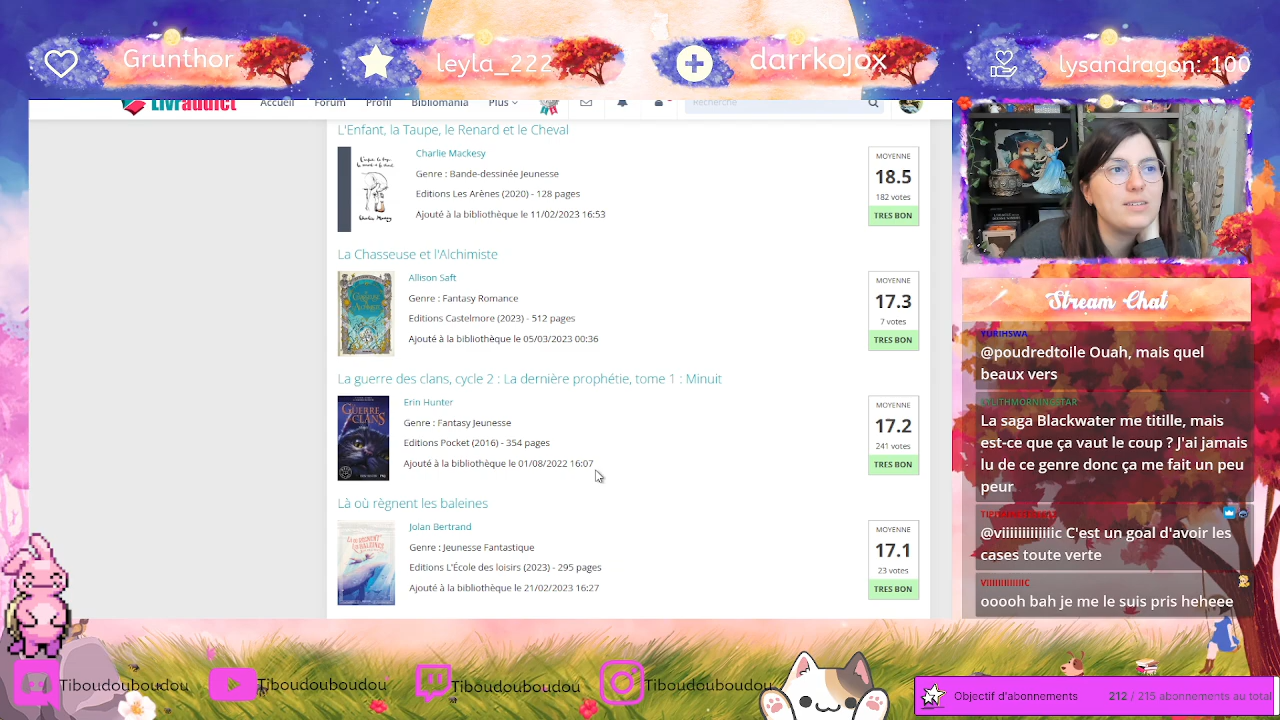 Grunthor
leyla_222
darrkojox
lysandragon: 100
Livraddict
Accueil
Forum
Profil
Bibliomania
Plus
Recherche
L'Enfant, la Taupe, le Renard et le Cheval
Charlie Mackesy
Genre : Bande-dessinée Jeunesse
Editions Les Arènes (2020) - 128 pages
Ajouté à la bibliothèque le 11/02/2023 16:53
MOYENNE
18.5
182 votes
TRES BON
La Chasseuse et l'Alchimiste
Allison Saft
Genre : Fantasy Romance
Editions Castelmore (2023) - 512 pages
Ajouté à la bibliothèque le 05/03/2023 00:36
MOYENNE
17.3
7 votes
TRES BON
La guerre des clans, cycle 2 : La dernière prophétie, tome 1 : Minuit
Erin Hunter
Genre : Fantasy Jeunesse
Editions Pocket (2016) - 354 pages
Ajouté à la bibliothèque le 01/08/2022 16:07
GUERRE
CLANS
MOYENNE
17.2
241 votes
TRES BON
Là où règnent les baleines
Jolan Bertrand
Genre : Jeunesse Fantastique
Editions L'École des loisirs (2023) - 295 pages
Ajouté à la bibliothèque le 21/02/2023 16:27
MOYENNE
17.1
23 votes
TRES BON
Stream Chat
YURIHSWA
@poudredtolle Ouah, mais quel
beaux vers
La saga Blackwater me titille, mais
est-ce que ça vaut le coup ? J'ai jamais
lu de ce genre donc ça me fait un peu
peur
@viiiiiiiiiiiiic C'est un goal d'avoir les
cases toute verte
VIIIIIIIIIIIIIC
ooooh bah je me le suis pris heheee
Tiboudouboudou
Tiboudouboudou
Tiboudouboudou
Tiboudouboudou
Objectif d'abonnements
212 / 215 abonnements au total